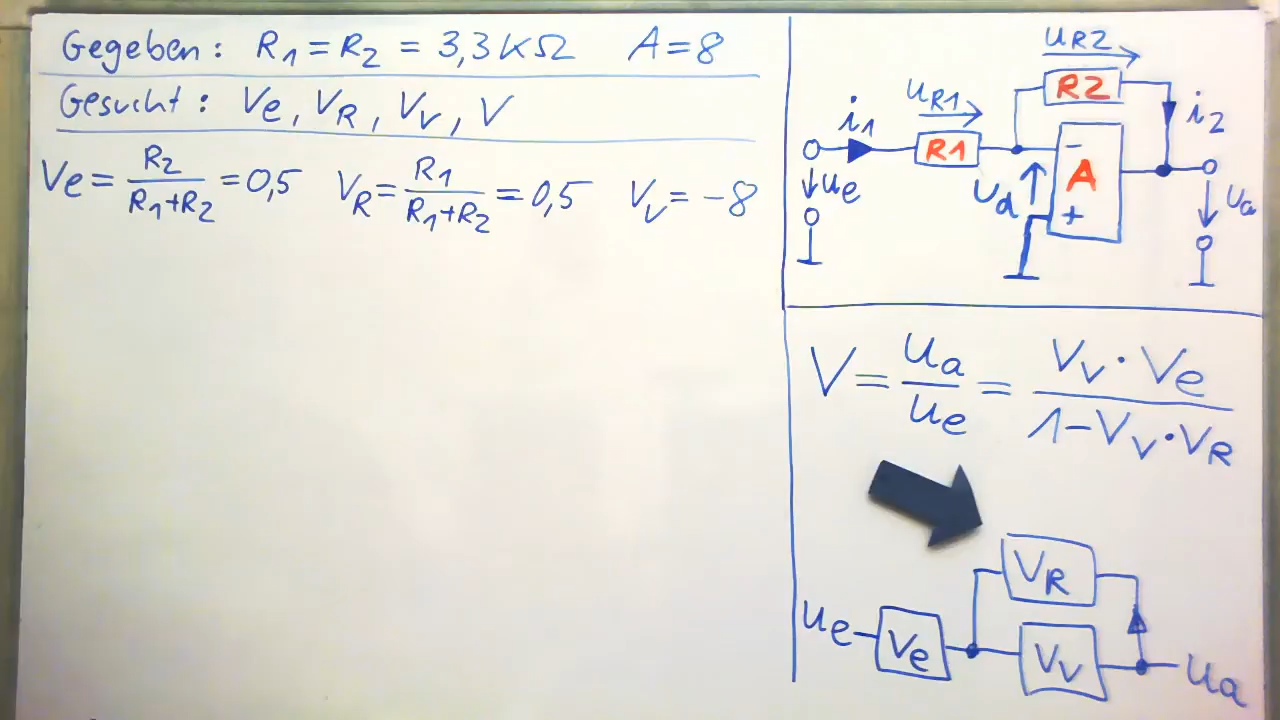 Gegeben: R1 = R2 = 3,3 kΩ A = 8
Gesucht: Ve, VR, VV, V
Ve = R2 / (R1+R2) = 0,5 VR = R1 / (R1+R2) = 0,5 VV = -8
uR2
R2
uR1
i1
i2
R1
-
A
+
ue
Ud
ua
V = ua / ue = VV · Ve / (1 - VV · VR)
VR
ue
Ve
VV
ua